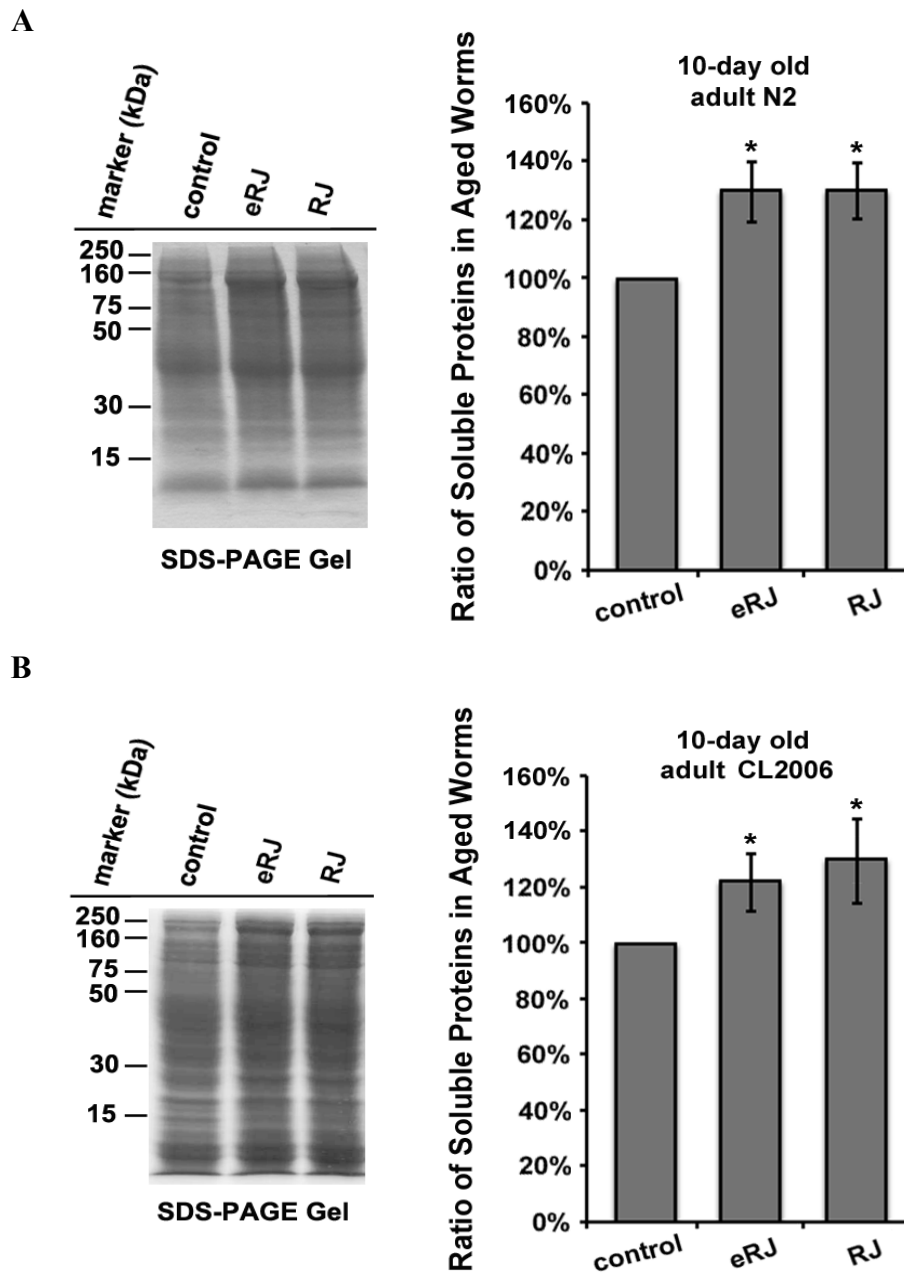 A
marker (kDa)
control
eRJ
RJ
250
160
75
50
30
15
SDS-PAGE Gel
Ratio of Soluble Proteins in Aged Worms
10-day old
adult N2
160%
140%
120%
100%
80%
60%
40%
20%
0%
*
*
control
eRJ
RJ
B
marker (kDa)
control
eRJ
RJ
250
160
75
50
30
15
SDS-PAGE Gel
Ratio of Soluble Proteins in Aged Worms
10-day old
adult CL2006
160%
140%
120%
100%
80%
60%
40%
20%
0%
*
*
control
eRJ
RJ